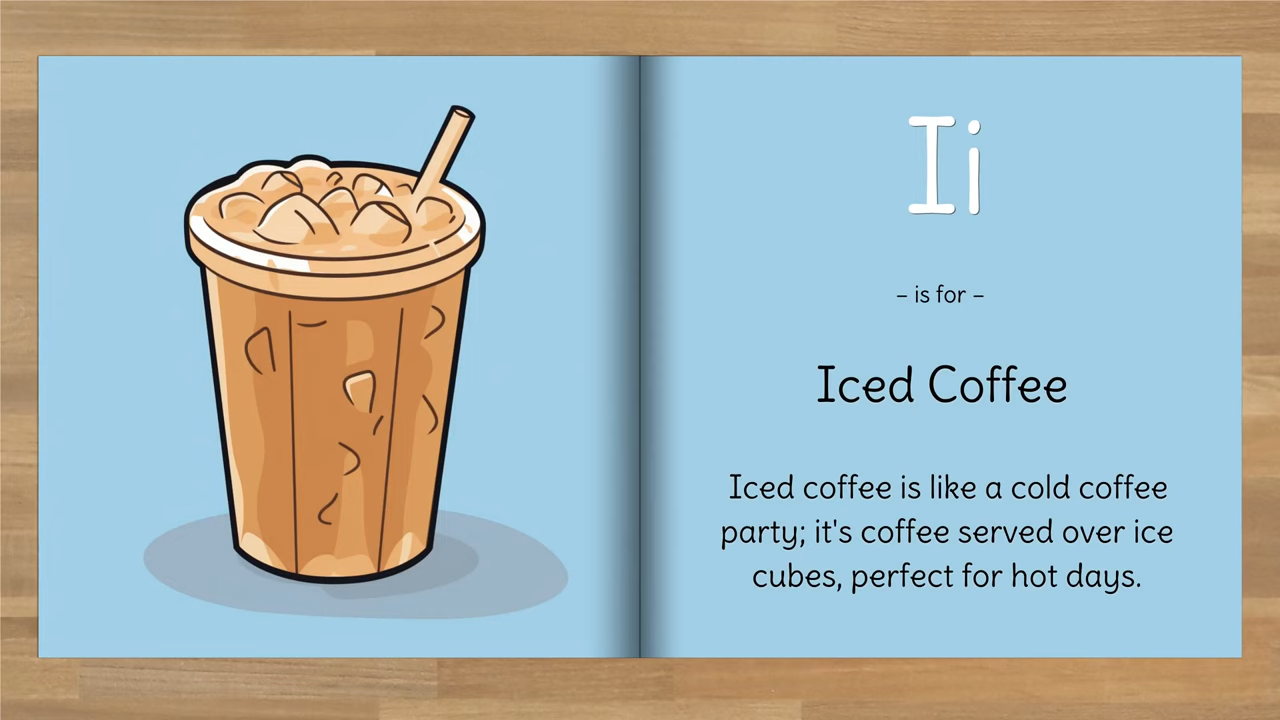 Ii
– is for –
Iced Coffee
Iced coffee is like a cold coffee
party; it's coffee served over ice
cubes, perfect for hot days.